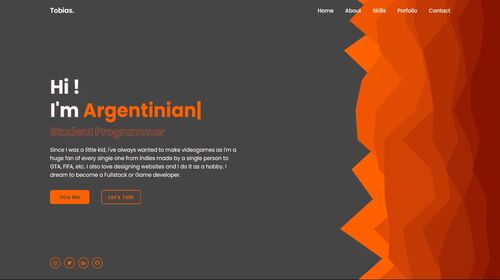 Tobias.
Home About Skills Porfolio Contact
Hi !
I'm Argentinian|
Student Programmer
Since I was a little kid, i've always wanted to make videogames as I'm a
huge fan of every single one from indies made by a single person to
GTA, FIFA, etc. I also love designing websites and I do it as a hobby. I
dream to become a Fullstack or Game developer.
Hire Me Let's Talk